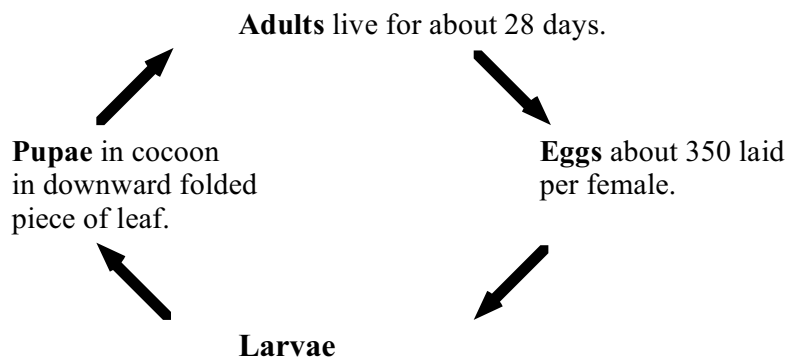 Adults live for about 28 days.
Pupae in cocoon
in downward folded
piece of leaf.
Eggs about 350 laid
per female.
Larvae